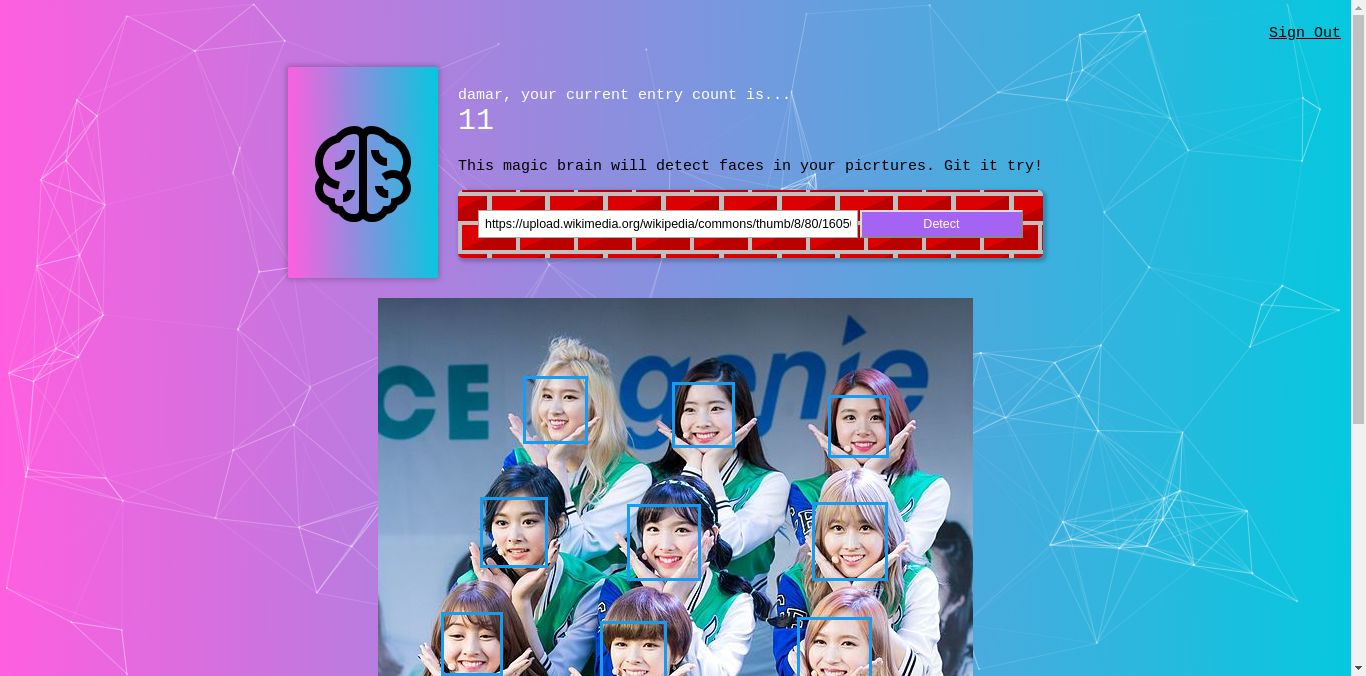 Sign Out
damar, your current entry count is...
11
This magic brain will detect faces in your picrtures. Git it try!
https://upload.wikimedia.org/wikipedia/commons/thumb/8/80/1605
Detect
CE genie